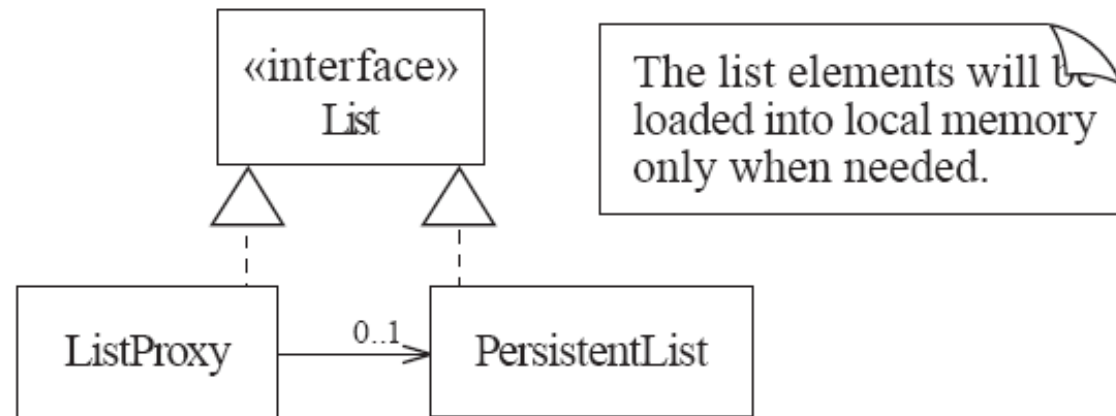 «interface»
List
The list elements will be
loaded into local memory
only when needed.
ListProxy
0..1
PersistentList